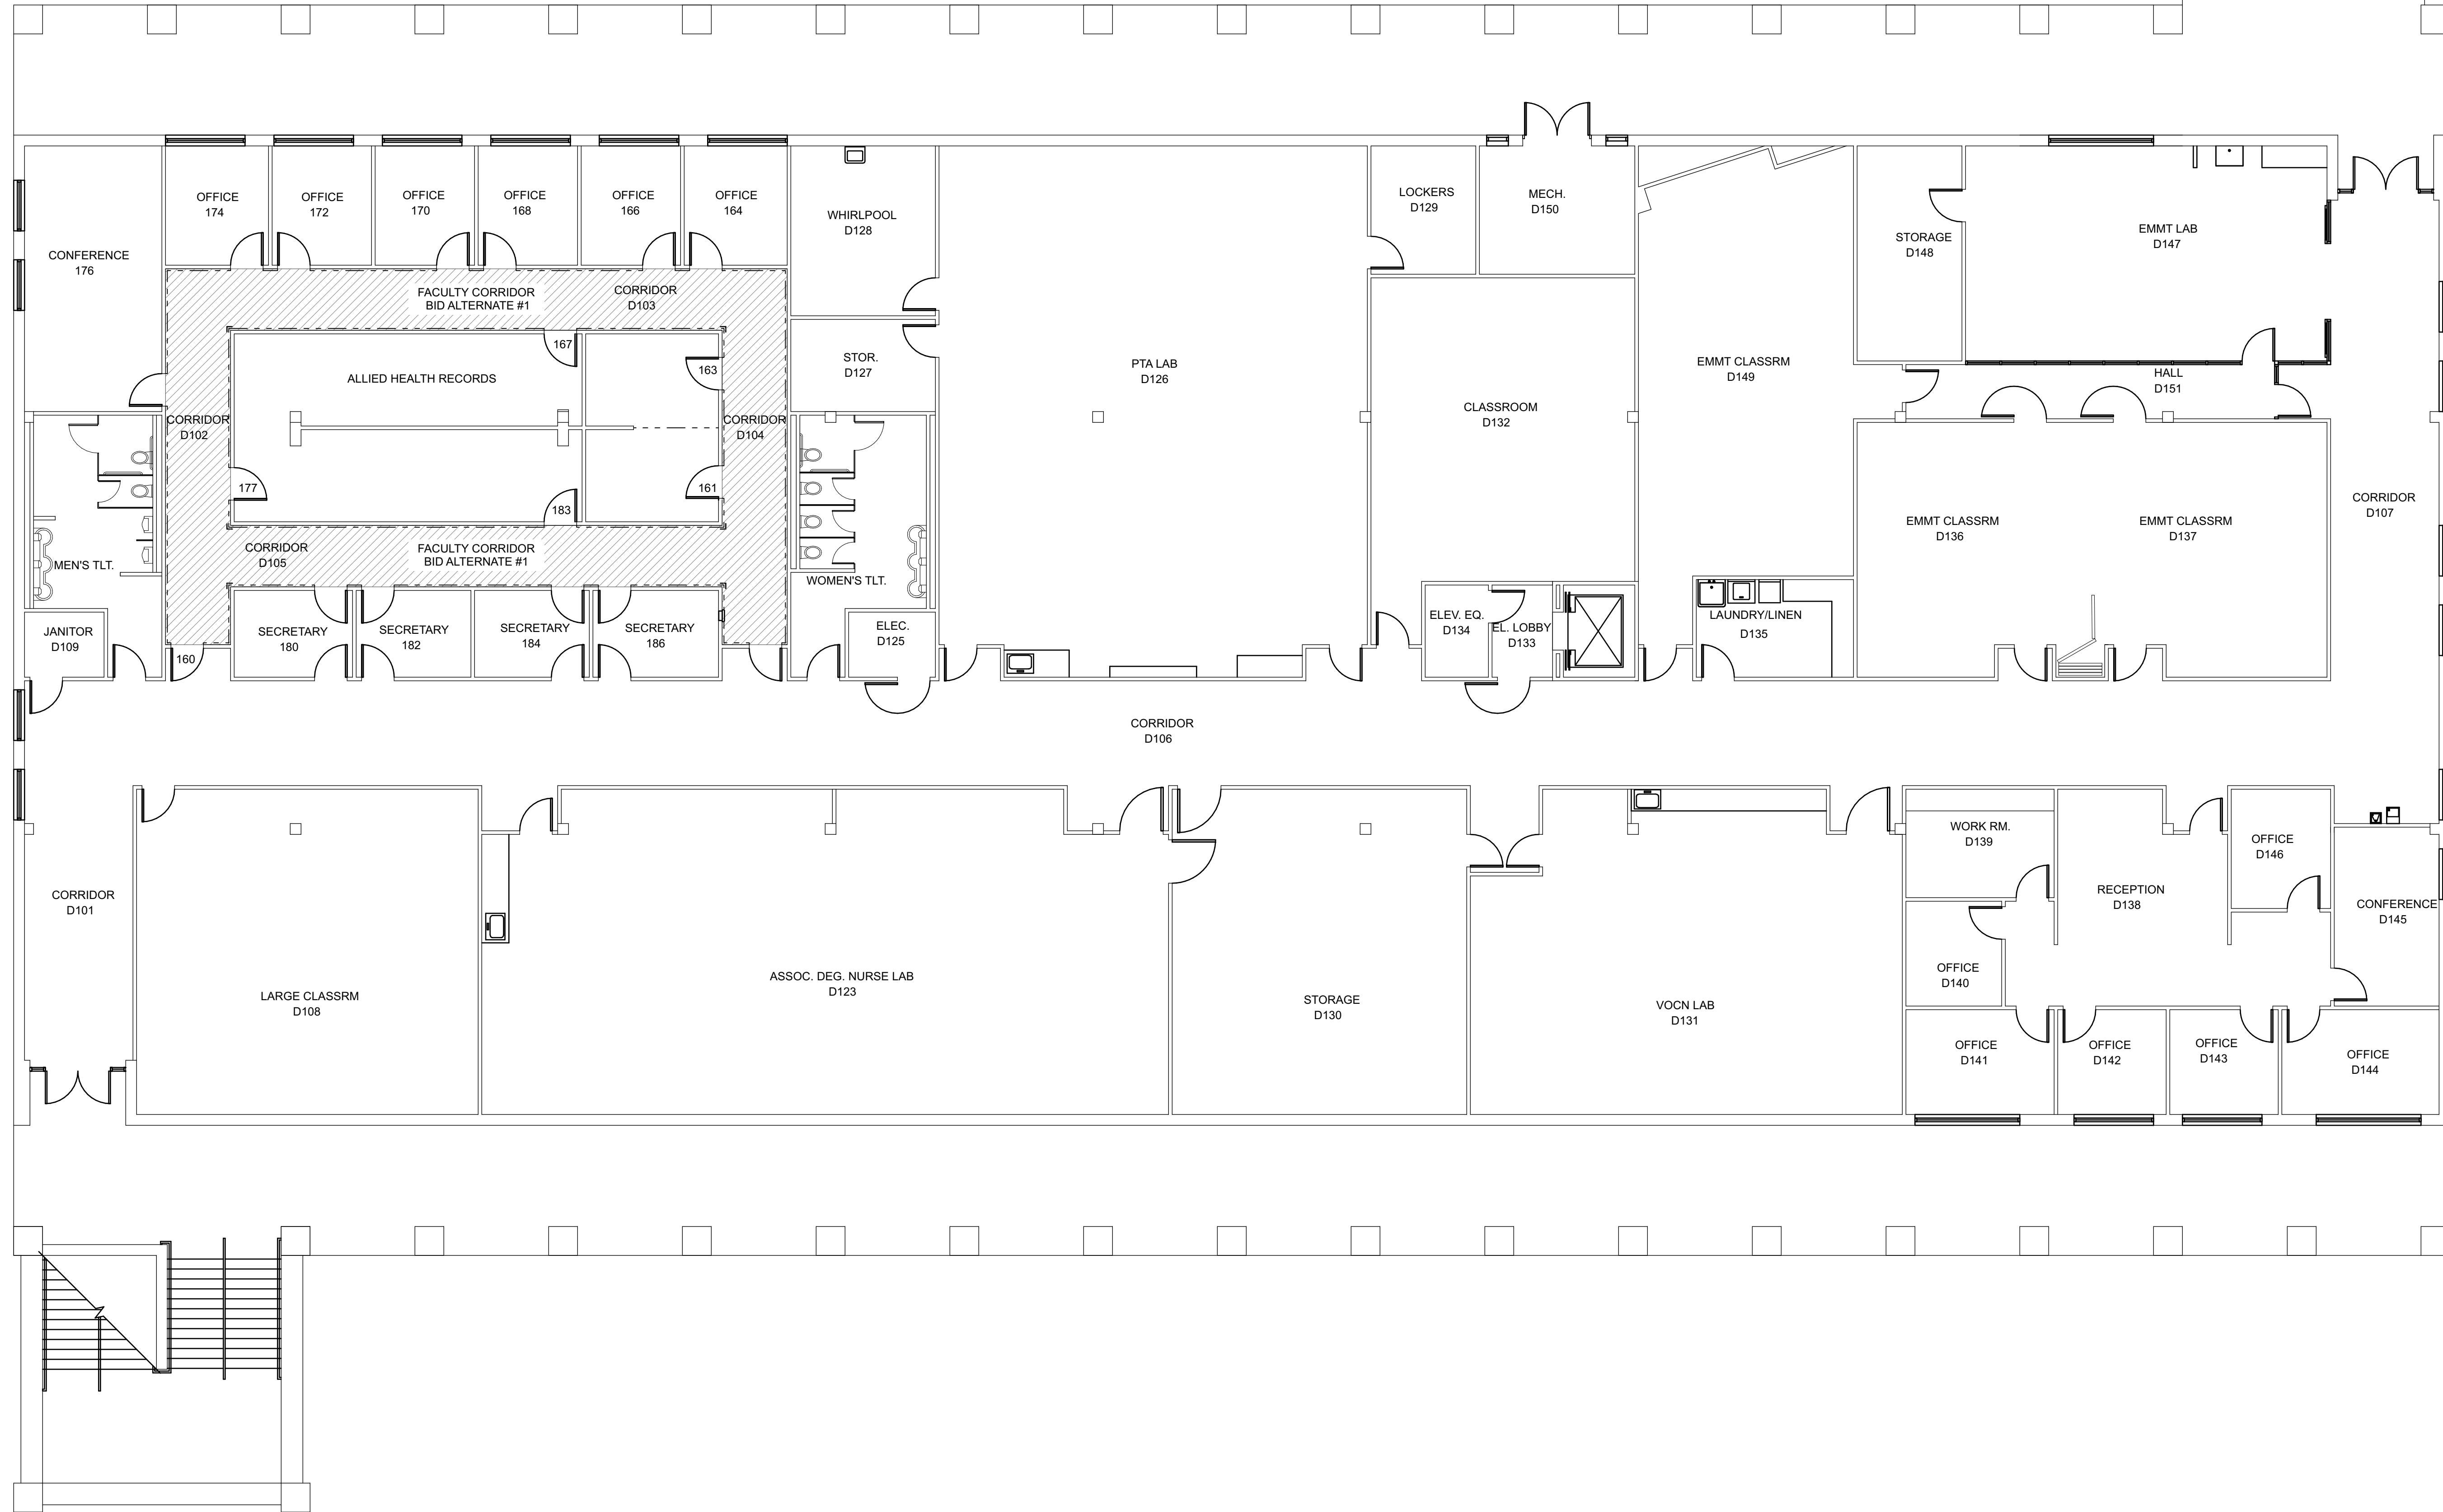 OFFICE
174
OFFICE
172
OFFICE
170
OFFICE
168
OFFICE
166
OFFICE
164
WHIRLPOOL
D128
LOCKERS
D129
MECH.
D150
CONFERENCE
176
STORAGE
D148
EMMT LAB
D147
FACULTY CORRIDOR
BID ALTERNATE #1
CORRIDOR
D103
167
163
ALLIED HEALTH RECORDS
STOR.
D127
PTA LAB
D126
EMMT CLASSRM
D149
HALL
D151
CORRIDOR
D102
CORRIDOR
D104
CLASSROOM
D132
177
161
183
CORRIDOR
D107
EMMT CLASSRM
D136
EMMT CLASSRM
D137
CORRIDOR
D105
FACULTY CORRIDOR
BID ALTERNATE #1
MEN'S TLT.
WOMEN'S TLT.
JANITOR
D109
160
SECRETARY
180
SECRETARY
182
SECRETARY
184
SECRETARY
186
ELEC.
D125
ELEV. EQ.
D134
EL. LOBBY
D133
LAUNDRY/LINEN
D135
CORRIDOR
D106
CORRIDOR
D101
WORK RM.
D139
OFFICE
D146
RECEPTION
D138
CONFERENCE
D145
LARGE CLASSRM
D108
ASSOC. DEG. NURSE LAB
D123
STORAGE
D130
VOCN LAB
D131
OFFICE
D140
OFFICE
D141
OFFICE
D142
OFFICE
D143
OFFICE
D144